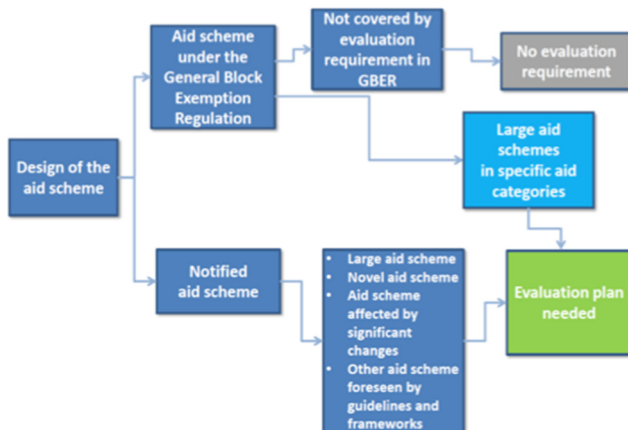 Aid scheme
under the
General Block
Exemption
Regulation
Not covered by
evaluation
requirement in
GBER
No evaluation
requirement
Large aid
schemes
in specific aid
categories
Design of the
aid scheme
Notified
aid scheme
• Large aid scheme
• Novel aid scheme
• Aid scheme
affected by
significant
changes
• Other aid scheme
foreseen by
guidelines and
frameworks
Evaluation plan
needed